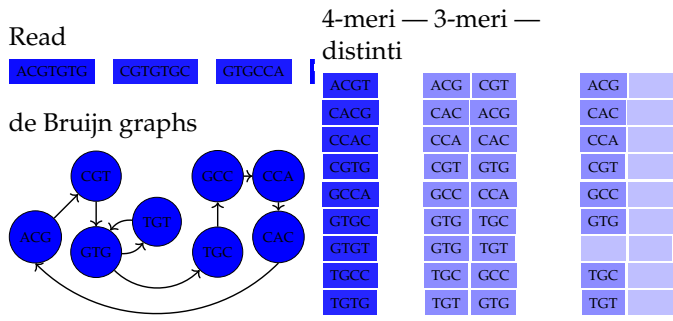 Read
ACGTGTG CGTGTGC GTGCCA
de Bruijn graphs
CGT GCC CCA
TGT
ACG GTG TGC CAC
4-meri — 3-meri —
distinti
ACGT ACG CGT ACG
CACG CAC ACG CAC
CCAC CCA CAC CCA
CGTG CGT GTG CGT
GCCA GCC CCA GCC
GTGC GTG TGC GTG
GTGT GTG TGT
TGCC TGC GCC TGC
TGTG TGT GTG TGT